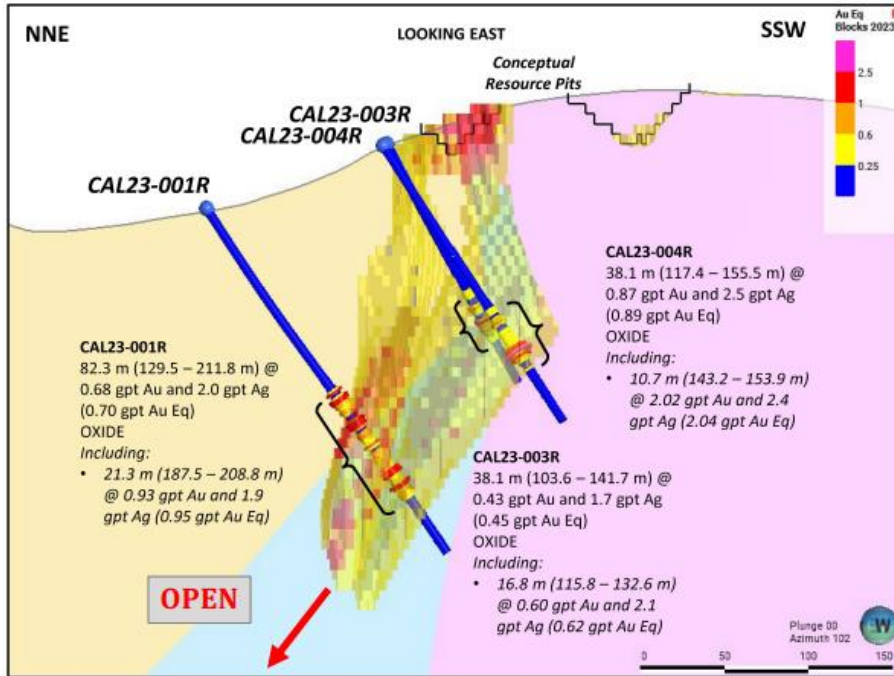 NNE
LOOKING EAST
SSW
Au Eq
Blocks 2023
2.5
1
0.6
0.25
Conceptual
Resource Pits
CAL23-003R
CAL23-004R
CAL23-001R
CAL23-004R
38.1 m (117.4 – 155.5 m) @
0.87 gpt Au and 2.5 gpt Ag
(0.89 gpt Au Eq)
OXIDE
Including:
• 10.7 m (143.2 – 153.9 m)
@ 2.02 gpt Au and 2.4
gpt Ag (2.04 gpt Au Eq)
CAL23-001R
82.3 m (129.5 – 211.8 m) @
0.68 gpt Au and 2.0 gpt Ag
(0.70 gpt Au Eq)
OXIDE
Including:
• 21.3 m (187.5 – 208.8 m)
@ 0.93 gpt Au and 1.9
gpt Ag (0.95 gpt Au Eq)
CAL23-003R
38.1 m (103.6 – 141.7 m) @
0.43 gpt Au and 1.7 gpt Ag
(0.45 gpt Au Eq)
OXIDE
Including:
• 16.8 m (115.8 – 132.6 m)
@ 0.60 gpt Au and 2.1
gpt Ag (0.62 gpt Au Eq)
OPEN
Plunge 00
Azimuth 102
0 50 100 150